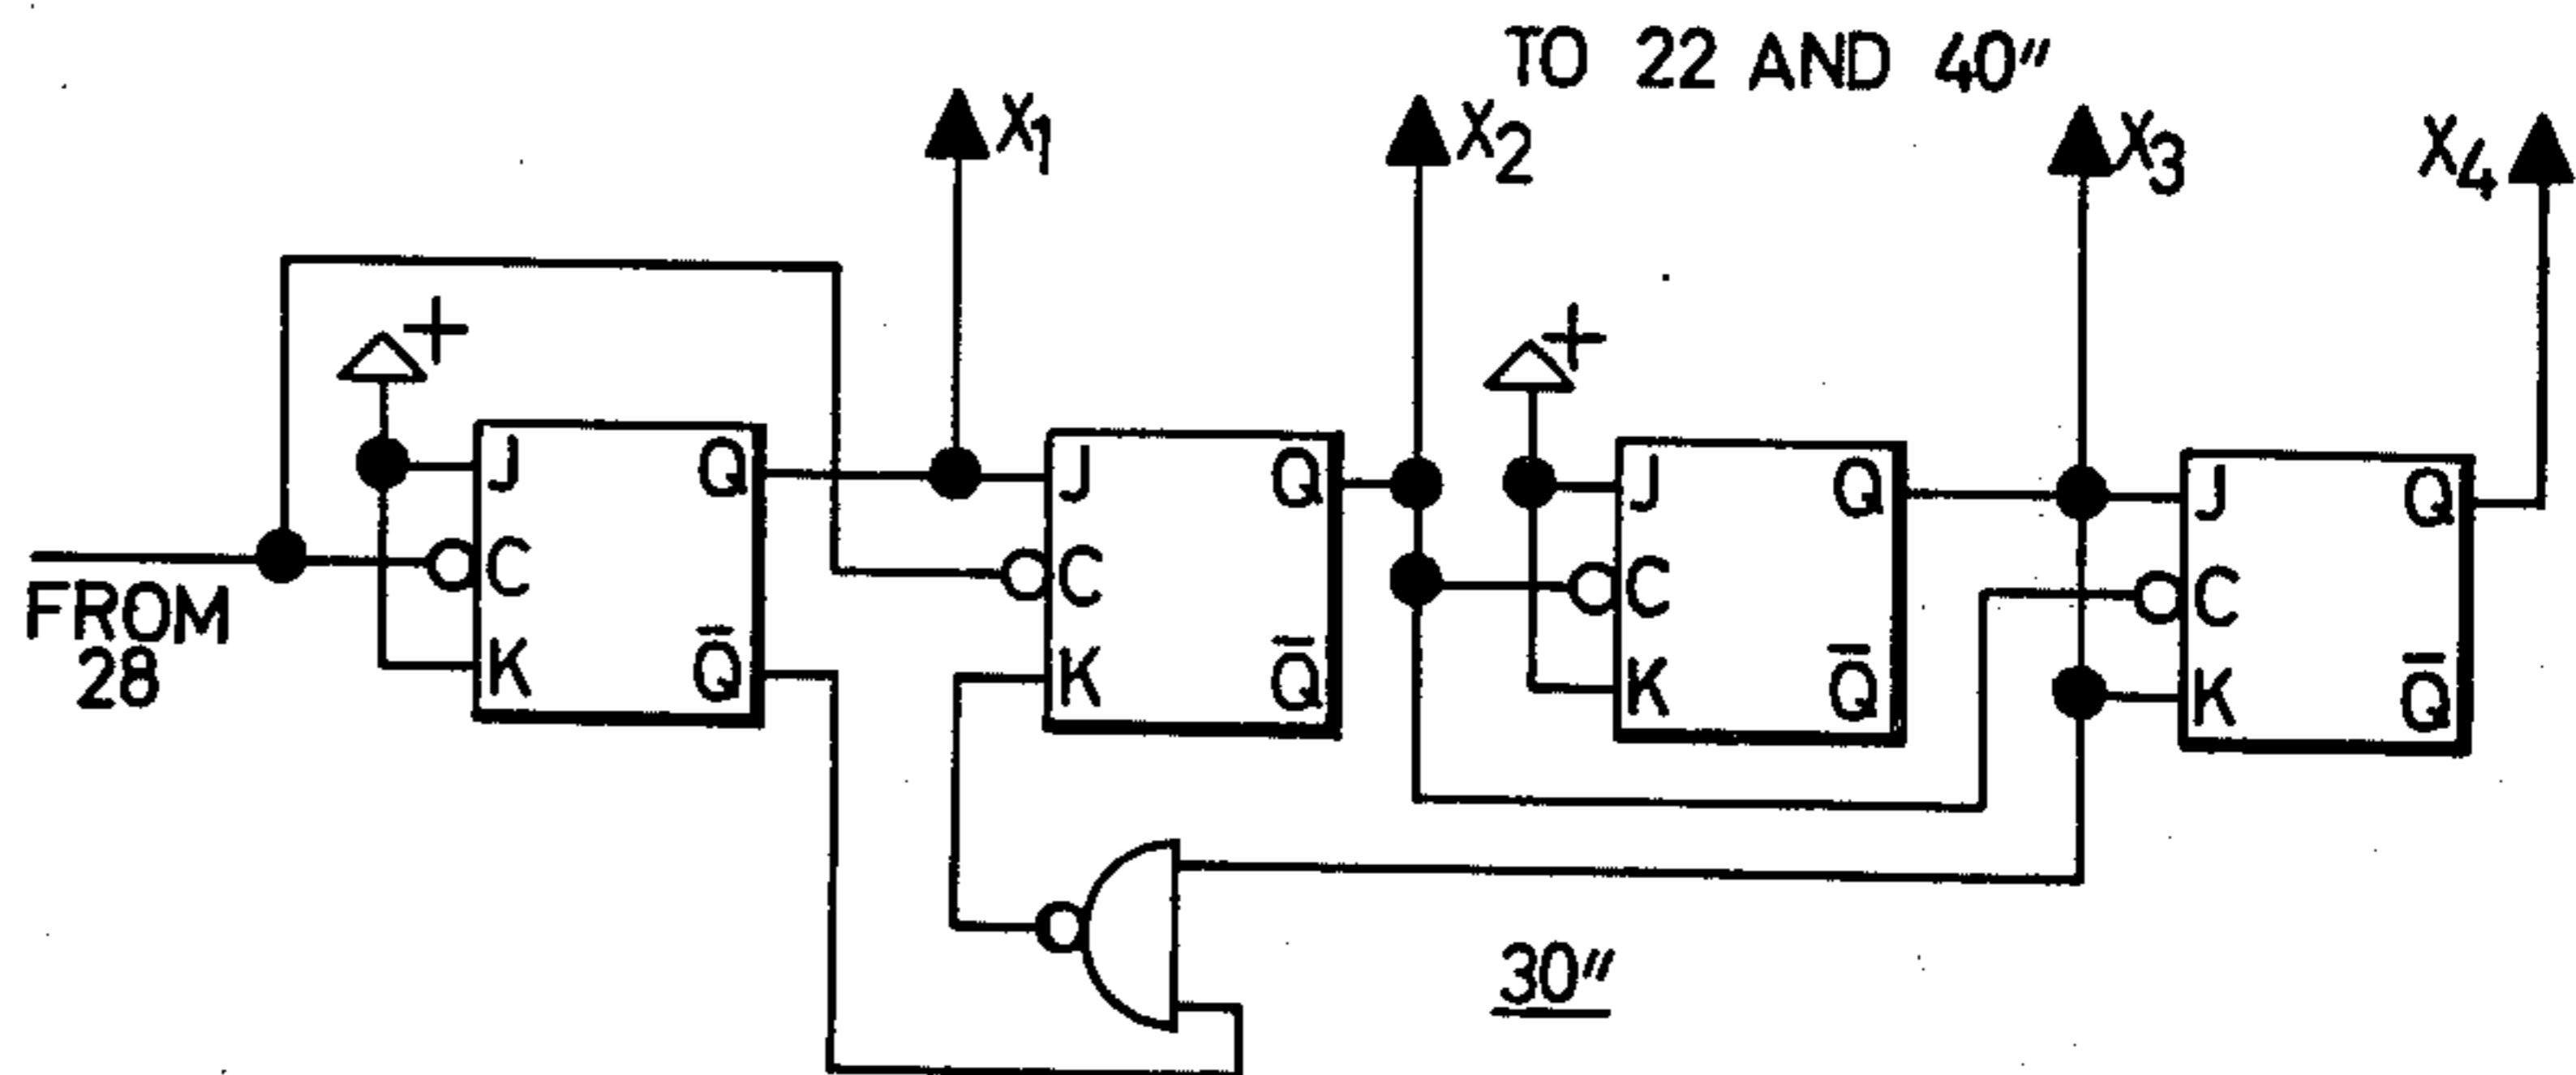 TO 22 AND 40"
X1
X2
X3
X4
+
+
J
Q
J
Q
J
Q
J
Q
C
C
C
C
FROM
28
K
Q̄
K
Q̄
K
Q̄
K
Q̄
30"